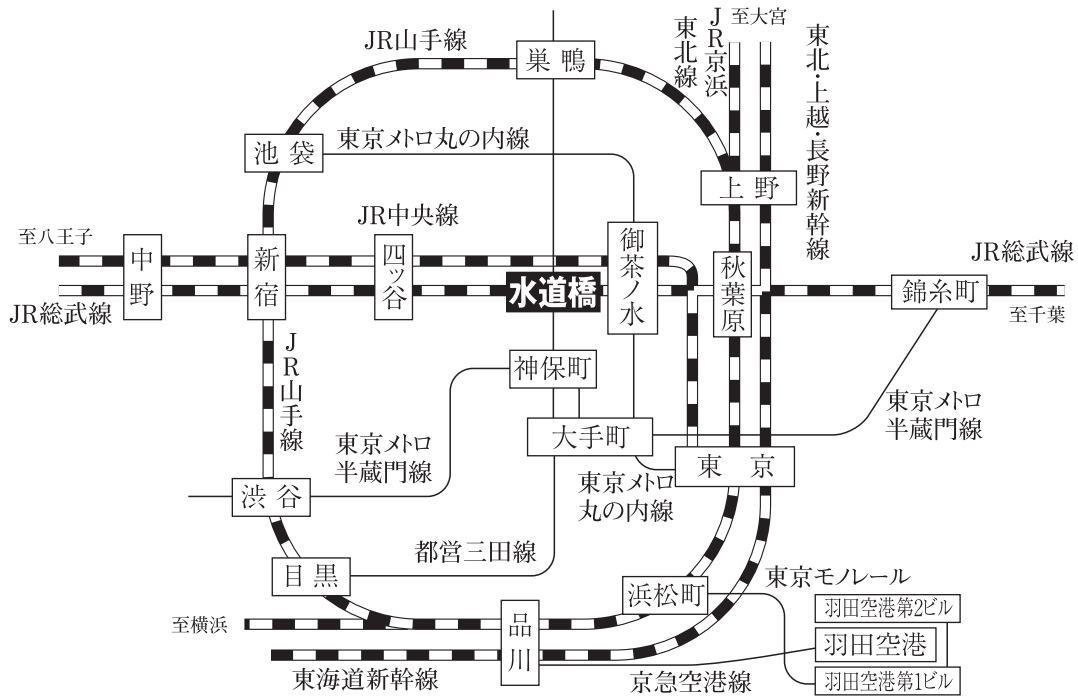 JR山手線
巣鴨
東北線
JR京浜
至大宮
東北・上越・長野新幹線
池袋
東京メトロ丸の内線
上野
JR中央線
至八王子
中野
新宿
四ッ谷
御茶ノ水
秋葉原
JR総武線
錦糸町
水道橋
JR総武線
至千葉
JR山手線
神保町
東京メトロ
半蔵門線
大手町
東京メトロ
半蔵門線
東京
渋谷
東京メトロ
丸の内線
都営三田線
目黒
浜松町
東京モノレール
至横浜
品川
羽田空港第2ビル
羽田空港
羽田空港第1ビル
東海道新幹線
京急空港線